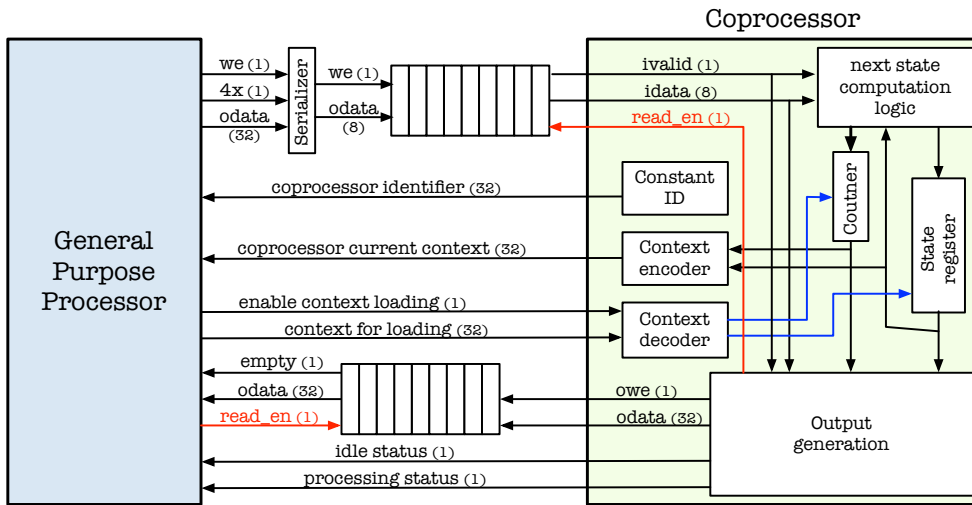 Coprocessor
we (1)
4x (1)
odata
(32)
Serializer
we (1)
odata
(8)
ivalid (1)
idata (8)
read_en (1)
next state
computation
logic
coprocessor identifier (32)
Constant
ID
Coutner
State
register
General
Purpose
Processor
coprocessor current context (32)
Context
encoder
enable context loading (1)
context for loading (32)
Context
decoder
empty (1)
odata (32)
read_en (1)
owe (1)
odata (32)
Output
generation
idle status (1)
processing status (1)